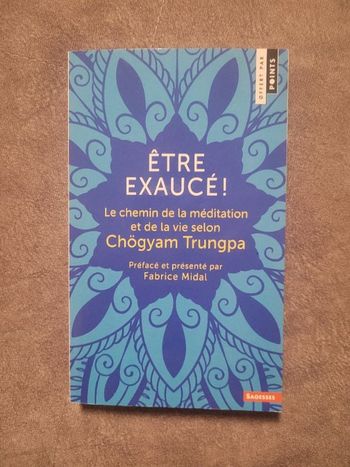 OFFERT PAR
POINTS
ÊTRE
EXAUCÉ !
Le chemin de la méditation
et de la vie selon
Chögyam Trungpa
Préfacé et présenté par
Fabrice Midal
SAGESSES